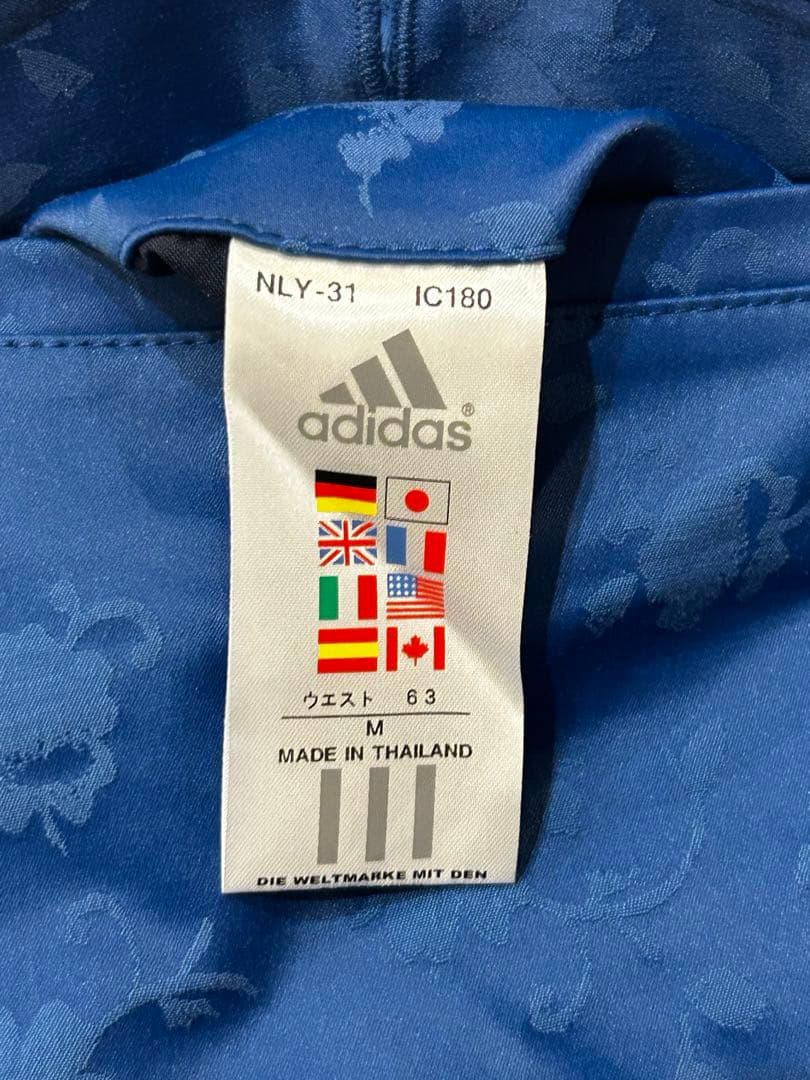 NLY-31 IC180
adidas®
ウエスト 63
M
MADE IN THAILAND
DIE WELTMARKE MIT DEN